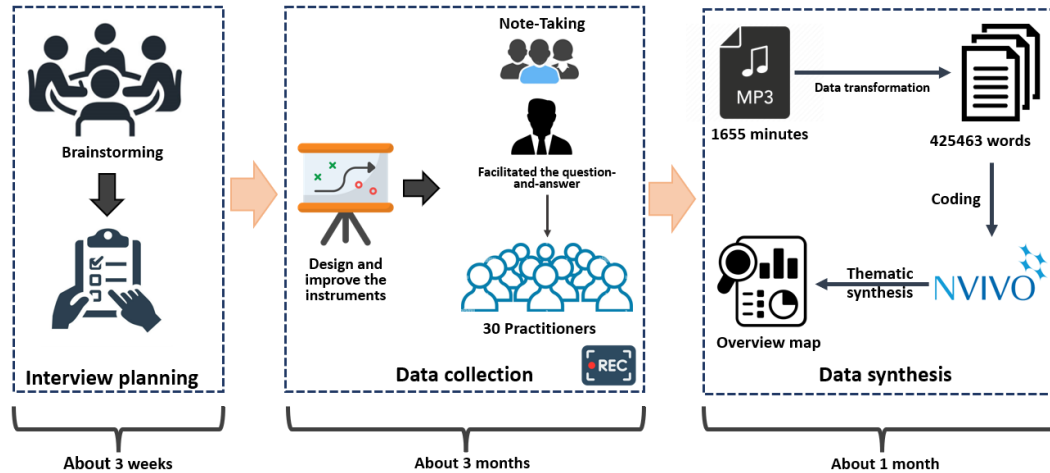 Brainstorming
Interview planning
About 3 weeks
Note-Taking
Facilitated the question-
and-answer
Design and
improve the
instruments
30 Practitioners
REC
Data collection
About 3 months
MP3
1655 minutes
Data transformation
425463 words
Coding
NVIVO
Thematic
synthesis
Overview map
Data synthesis
About 1 month